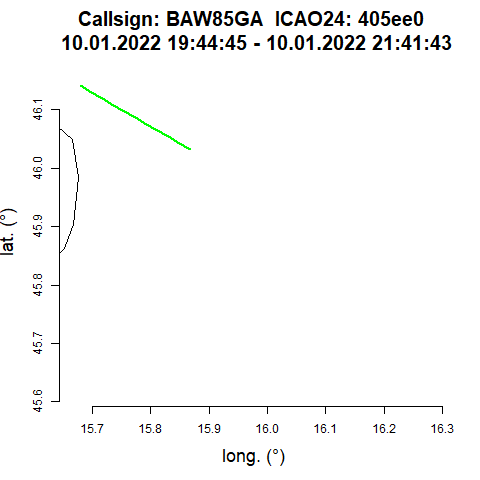 Callsign: BAW85GA  ICAO24: 405ee0
10.01.2022 19:44:45 - 10.01.2022 21:41:43
lat. (°)
46.1
46.0
45.9
45.8
45.7
45.6
15.7 15.8 15.9 16.0 16.1 16.2 16.3
long. (°)